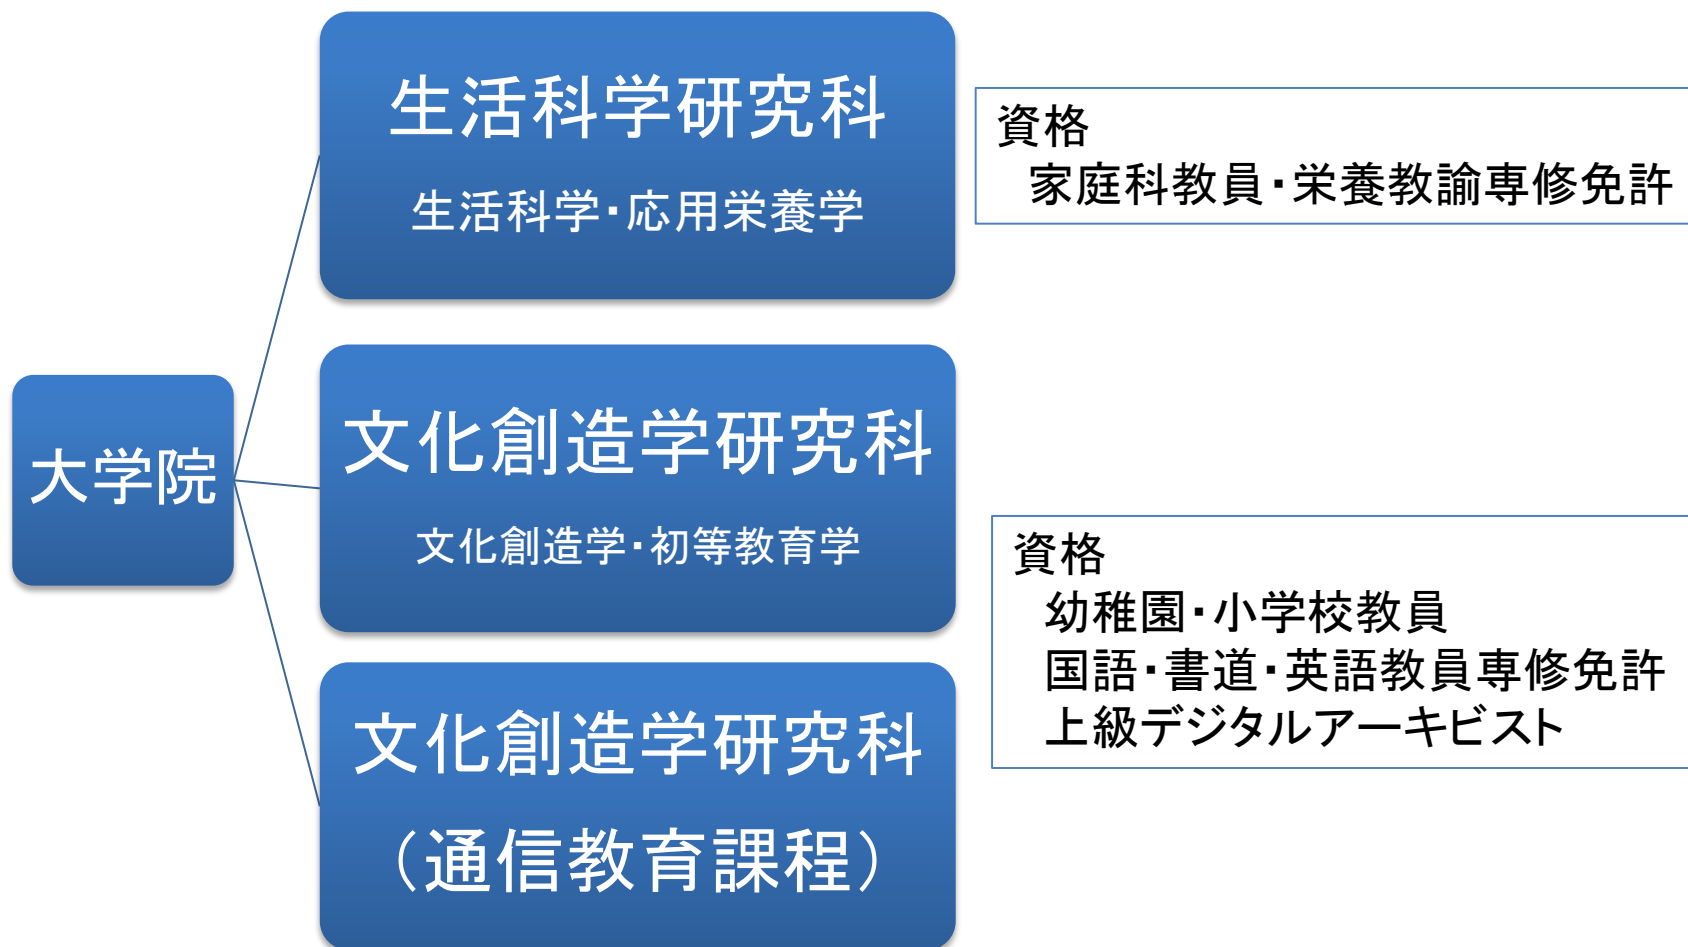 大学院
生活科学研究科
生活科学・応用栄養学
資格
家庭科教員・栄養教諭専修免許
文化創造学研究科
文化創造学・初等教育学
文化創造学研究科
（通信教育課程）
資格
幼稚園・小学校教員
国語・書道・英語教員専修免許
上級デジタルアーキビスト